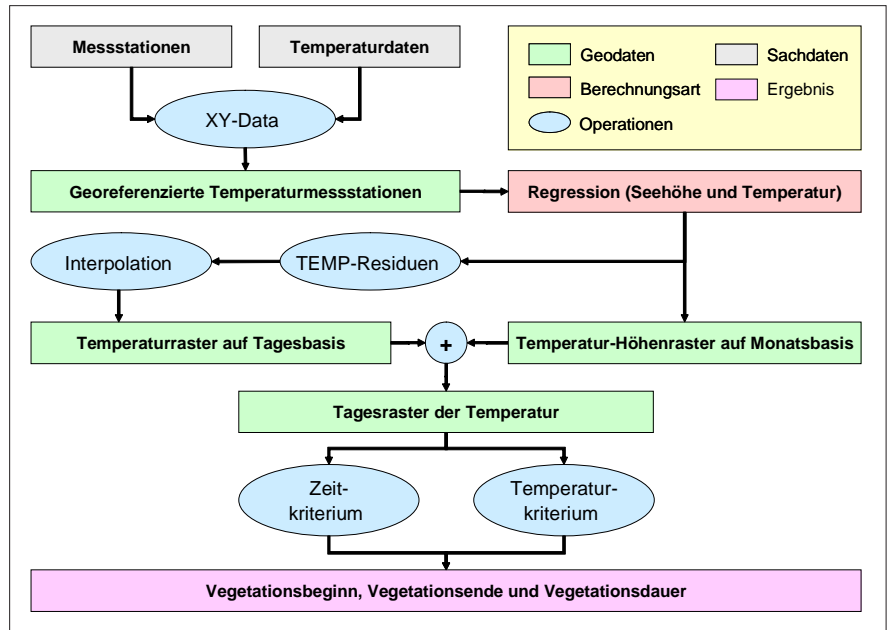 Messstationen
Temperaturdaten
Geodaten
Sachdaten
Berechnungsart
Ergebnis
Operationen
XY-Data
Georeferenzierte Temperaturmessstationen
Regression (Seehöhe und Temperatur)
Interpolation
TEMP-Residuen
Temperaturraster auf Tagesbasis
+
Temperatur-Höhenraster auf Monatsbasis
Tagesraster der Temperatur
Zeit-
kriterium
Temperatur-
kriterium
Vegetationsbeginn, Vegetationsende und Vegetationsdauer